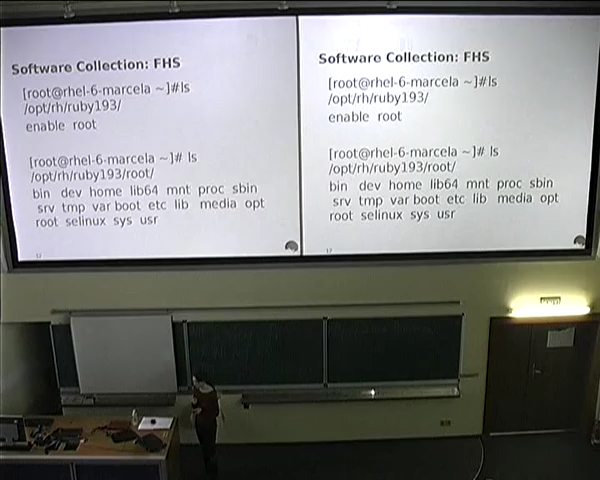 Software Collection: FHS
[root@rhel-6-marcela ~]#ls
/opt/rh/ruby193/
enable root
[root@rhel-6-marcela ~]# ls
/opt/rh/ruby193/root/
bin dev home lib64 mnt proc sbin
srv tmp var boot etc lib media opt
root selinux sys usr
Software Collection: FHS
[root@rhel-6-marcela ~]#ls
/opt/rh/ruby193/
enable root
[root@rhel-6-marcela ~]# ls
/opt/rh/ruby193/root/
bin dev home lib64 mnt proc sbin
srv tmp var boot etc lib media opt
root selinux sys usr
17